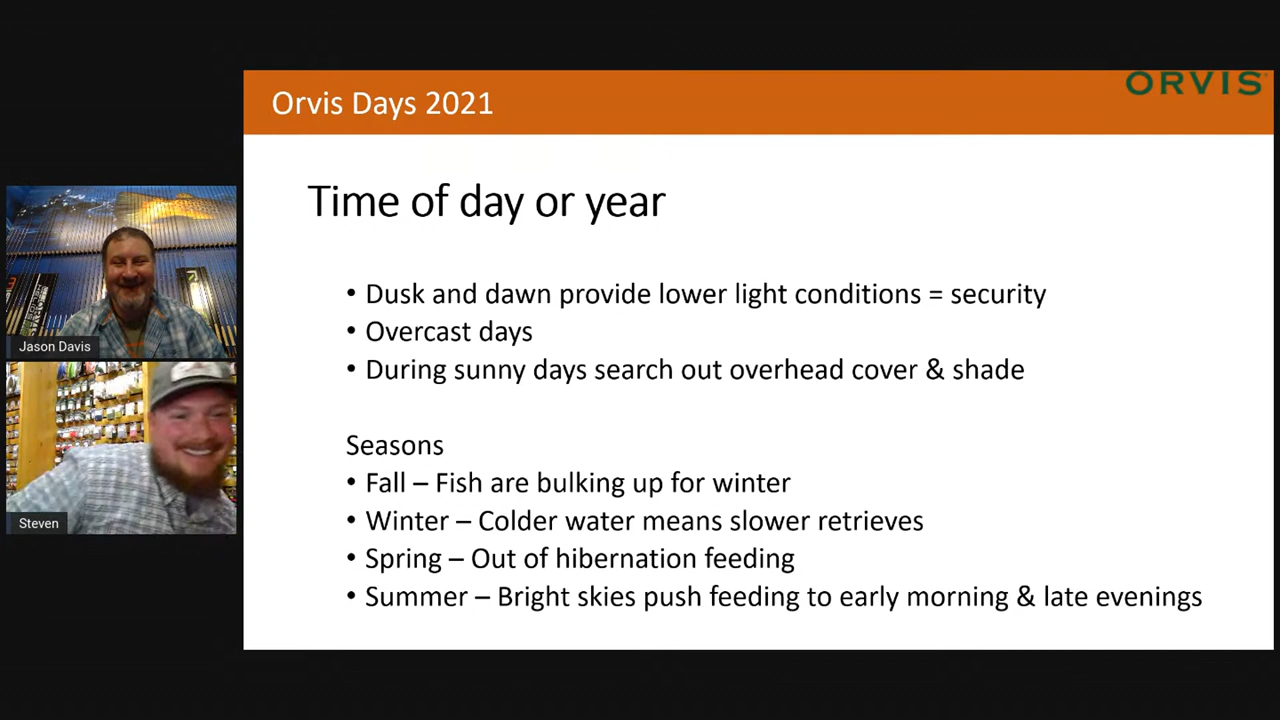 Orvis Days 2021
ORVIS
Time of day or year
• Dusk and dawn provide lower light conditions = security
• Overcast days
• During sunny days search out overhead cover & shade
Seasons
• Fall – Fish are bulking up for winter
• Winter – Colder water means slower retrieves
• Spring – Out of hibernation feeding
• Summer – Bright skies push feeding to early morning & late evenings
Jason Davis
Steven